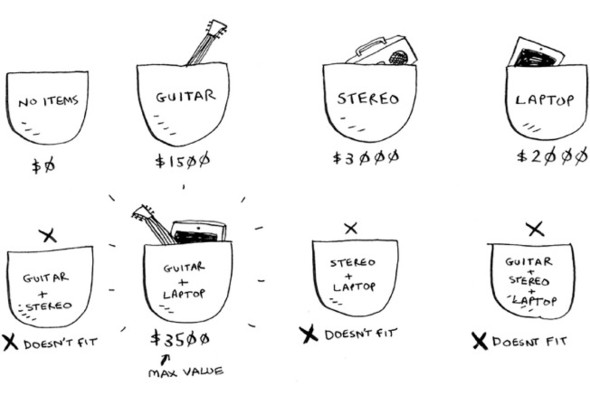 NO ITEMS
$0
GUITAR
$1500
STEREO
$3000
LAPTOP
$2000
X
GUITAR
+
STEREO
X DOESN'T FIT
GUITAR
+
LAPTOP
$3500
MAX VALUE
X
STEREO
+
LAPTOP
X DOESN'T FIT
X
GUITAR
+
STEREO
+
LAPTOP
X DOESNT FIT